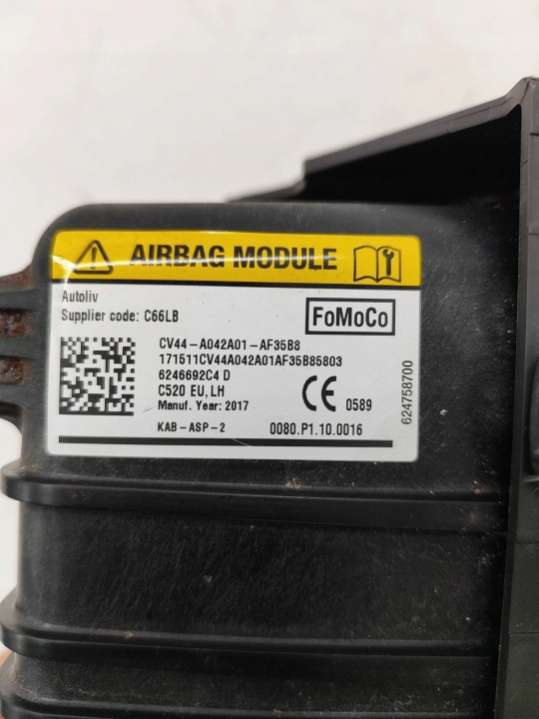 AIRBAG MODULE
Autoliv
Supplier code: C66LB
FoMoCo
CV44-A042A01-AF35B8
171511CV44A042A01AF35B85803
6246692C4 D
C520 EU, LH
Manuf. Year: 2017
CE 0589
KAB-ASP-2
0080.P1.10.0016
624758700